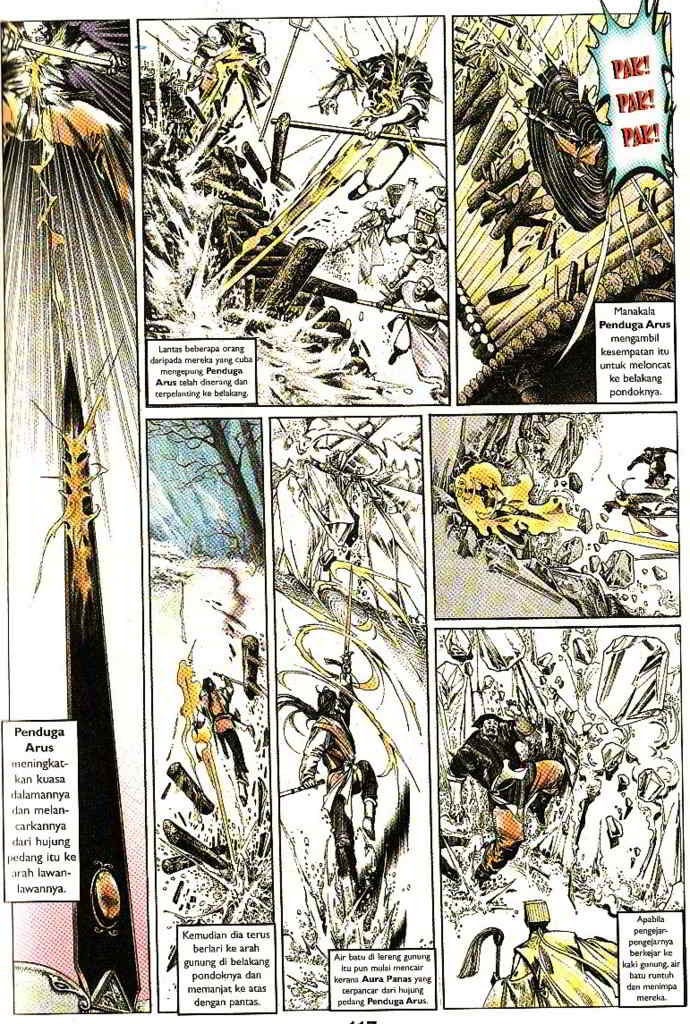 Penduga
Arus
meningkat-
kan kuasa
dalamannya
dan melan-
carkannya
dari hujung
pedang itu ke
arah lawan-
lawannya.
Lantas beberapa orang
daripada mereka yang cuba
mengepung Penduga
Arus telah diserang dan
terpelanting ke belakang.
PAK!
PAK!
PAK!
Manakala
Penduga Arus
mengambil
kesempatan itu
untuk meloncat
ke belakang
pondoknya.
Kemudian dia terus
berlari ke arah
gunung di belakang
pondoknya dan
memanjat ke atas
dengan pantas.
Air batu di lereng gunung
itu pun mulai mencair
kerana Aura Panas yang
terpancar dari hujung
pedang Penduga Arus.
Apabila
pengejar-
pengejarnya
berkejar ke
kaki gunung, air
batu runtuh
dan menimpa
mereka.